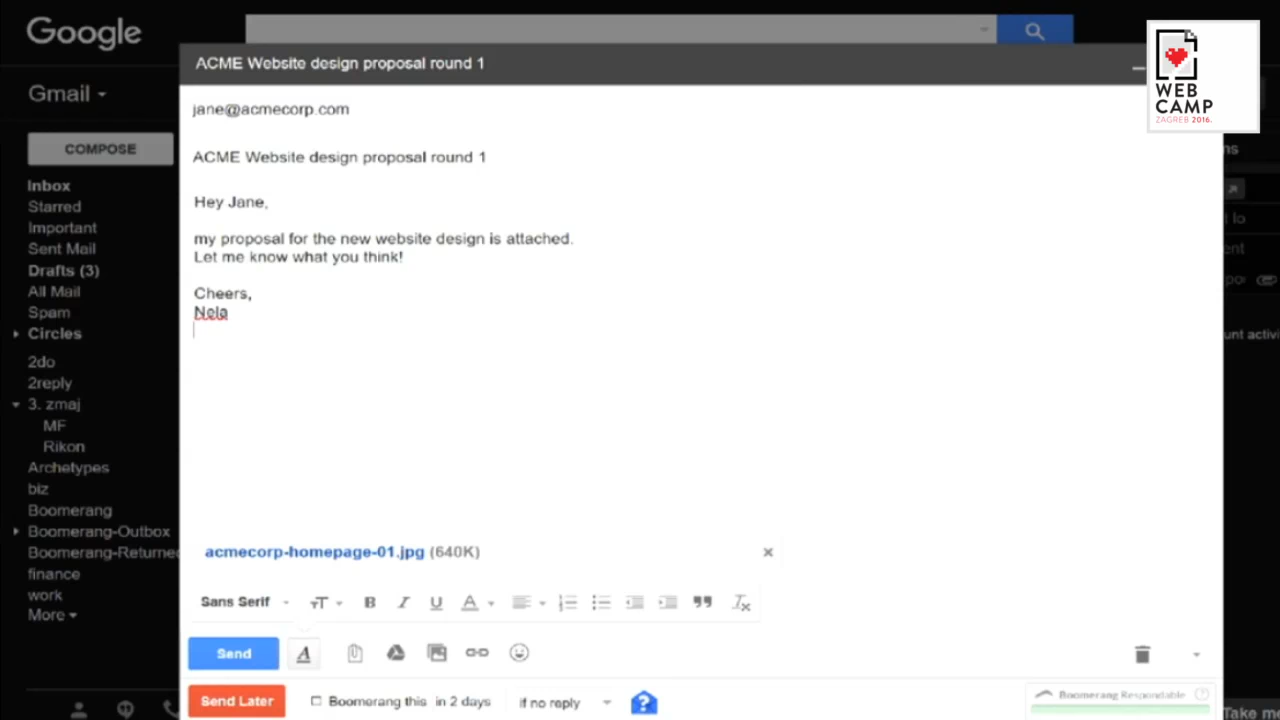 Google
ACME Website design proposal round 1
WEB
CAMP
ZAGREB 2016.
Gmail
jane@acmecorp.com
COMPOSE
ACME Website design proposal round 1
Inbox
Starred
Important
Sent Mail
Drafts (3)
All Mail
Spam
Circles
2do
2reply
3. zmaj
MF
Rikon
Archetypes
biz
Boomerang
Boomerang-Outbox
Boomerang-Returned
finance
work
More
Hey Jane,
my proposal for the new website design is attached.
Let me know what you think!
Cheers,
Nela
acmecorp-homepage-01.jpg (640K)
Sans Serif
Send
Send Later
Boomerang this in 2 days
if no reply
Boomerang Respondable
Take me